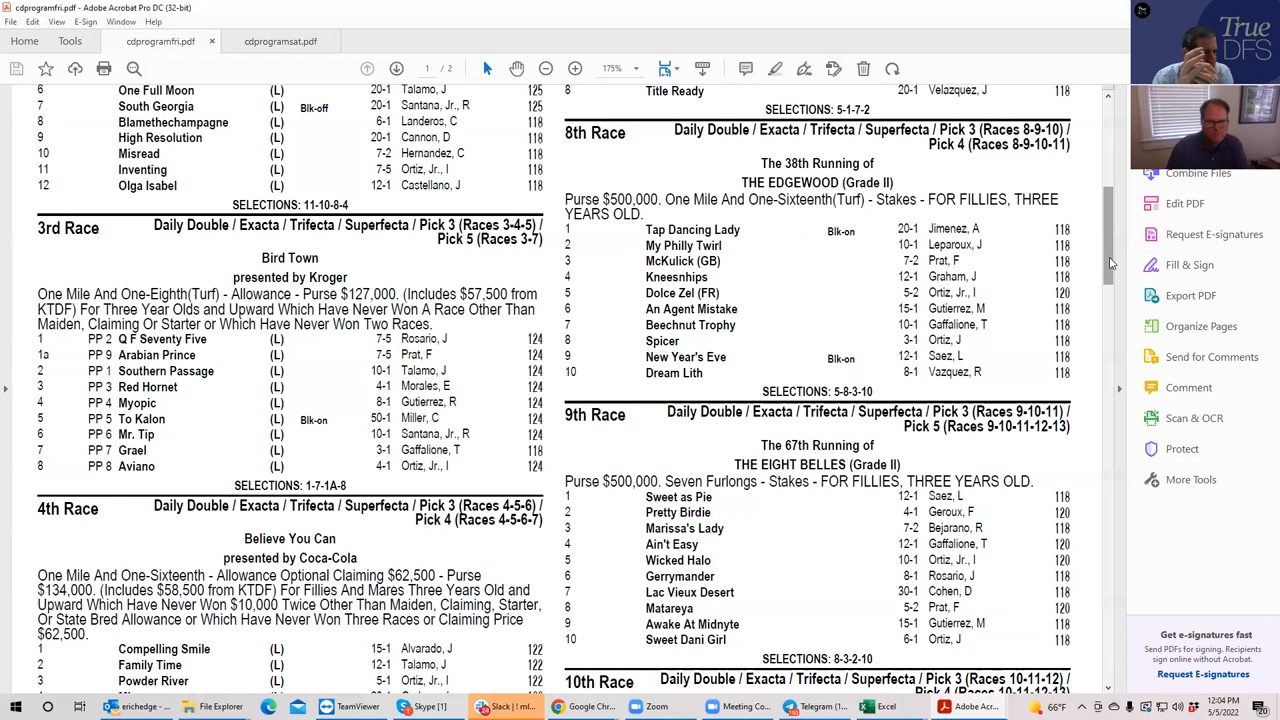 cdprogramfri.pdf - Adobe Acrobat Pro DC (32-bit)
File Edit View E-Sign Window Help
Home Tools cdprogramfri.pdf × cdprogramsat.pdf
1 / 2 175%
6 One Full Moon (L) 20-1 Talamo, J 125
7 South Georgia (L) Blk-off 20-1 Santana, Jr., R 125
8 Blamethechampagne (L) 6-1 Landeros, C 118
9 High Resolution (L) 20-1 Cannon, D 118
10 Misread (L) 7-2 Hernandez, C 118
11 Inventing (L) 7-5 Ortiz, Jr., I 118
12 Olga Isabel (L) 12-1 Castellano, J 118
SELECTIONS: 11-10-8-4
3rd Race Daily Double / Exacta / Trifecta / Superfecta / Pick 3 (Races 3-4-5) /
Pick 5 (Races 3-7)
Bird Town
presented by Kroger
One Mile And One-Eighth(Turf) - Allowance - Purse $127,000. (Includes $57,500 from
KTDF) For Three Year Olds and Upward Which Have Never Won A Race Other Than
Maiden, Claiming Or Starter or Which Have Never Won Two Races.
1 PP 2 Q F Seventy Five (L) 7-5 Rosario, J 124
1a PP 9 Arabian Prince (L) 7-5 Prat, F 124
2 PP 1 Southern Passage (L) 10-1 Talamo, J 124
3 PP 3 Red Hornet (L) 4-1 Morales, E 124
4 PP 4 Myopic (L) 8-1 Gutierrez, R 124
5 PP 5 To Kalon (L) Blk-on 50-1 Miller, C 124
6 PP 6 Mr. Tip (L) 10-1 Santana, Jr., R 124
7 PP 7 Grael (L) 3-1 Gaffalione, T 118
8 PP 8 Aviano (L) 4-1 Ortiz, Jr., I 124
SELECTIONS: 1-7-1A-8
4th Race Daily Double / Exacta / Trifecta / Superfecta / Pick 3 (Races 4-5-6) /
Pick 4 (Races 4-5-6-7)
Believe You Can
presented by Coca-Cola
One Mile And One-Sixteenth - Allowance Optional Claiming $62,500 - Purse
$134,000. (Includes $58,500 from KTDF) For Fillies And Mares Three Years Old and
Upward Which Have Never Won $10,000 Twice Other Than Maiden, Claiming, Starter,
Or State Bred Allowance or Which Have Never Won Three Races or Claiming Price
$62,500.
1 Compelling Smile (L) 15-1 Alvarado, J 122
2 Family Time (L) 12-1 Talamo, J 122
3 Powder River (L) 5-1 Ortiz, Jr., I 122
8 Title Ready 20-1 Velazquez, J 118
SELECTIONS: 5-1-7-2
8th Race Daily Double / Exacta / Trifecta / Superfecta / Pick 3 (Races 8-9-10) /
Pick 4 (Races 8-9-10-11)
The 38th Running of
THE EDGEWOOD (Grade II)
Purse $500,000. One Mile And One-Sixteenth(Turf) - Stakes - FOR FILLIES, THREE
YEARS OLD.
1 Tap Dancing Lady Blk-on 20-1 Jimenez, A 118
2 My Philly Twirl 10-1 Leparoux, J 118
3 McKulick (GB) 7-2 Prat, F 118
4 Kneesnhips 12-1 Graham, J 118
5 Dolce Zel (FR) 5-2 Ortiz, Jr., I 120
6 An Agent Mistake 15-1 Gutierrez, M 118
7 Beechnut Trophy 10-1 Gaffalione, T 118
8 Spicer 3-1 Ortiz, J 118
9 New Year's Eve Blk-on 12-1 Saez, L 118
10 Dream Lith 8-1 Vazquez, R 118
SELECTIONS: 5-8-3-10
9th Race Daily Double / Exacta / Trifecta / Superfecta / Pick 3 (Races 9-10-11) /
Pick 5 (Races 9-10-11-12-13)
The 67th Running of
THE EIGHT BELLES (Grade II)
Purse $500,000. Seven Furlongs - Stakes - FOR FILLIES, THREE YEARS OLD.
1 Sweet as Pie 12-1 Saez, L 118
2 Pretty Birdie 4-1 Geroux, F 120
3 Marissa's Lady 7-2 Bejarano, R 118
4 Ain't Easy 12-1 Gaffalione, T 120
5 Wicked Halo 10-1 Ortiz, Jr., I 120
6 Gerrymander 8-1 Rosario, J 118
7 Lac Vieux Desert 30-1 Cohen, D 118
8 Matareya 5-2 Prat, F 120
9 Awake At Midnyte 15-1 Gutierrez, M 118
10 Sweet Dani Girl 6-1 Ortiz, J 118
SELECTIONS: 8-3-2-10
10th Race Daily Double / Exacta / Trifecta / Superfecta / Pick 3 (Races 10-11-12) /
True
DFS
Combine Files
Edit PDF
Request E-signatures
Fill & Sign
Export PDF
Organize Pages
Send for Comments
Comment
Scan & OCR
Protect
More Tools
Get e-signatures fast
Send PDFs for signing. Recipients
sign online without Acrobat.
Request E-signatures
erichedge... File Explorer TeamViewer Skype [1] Slack | ! ml... Google Chr... Zoom Meeting Co... Telegram (1... Excel Adobe Acr... 66°F 12:04 PM
5/5/2022 20